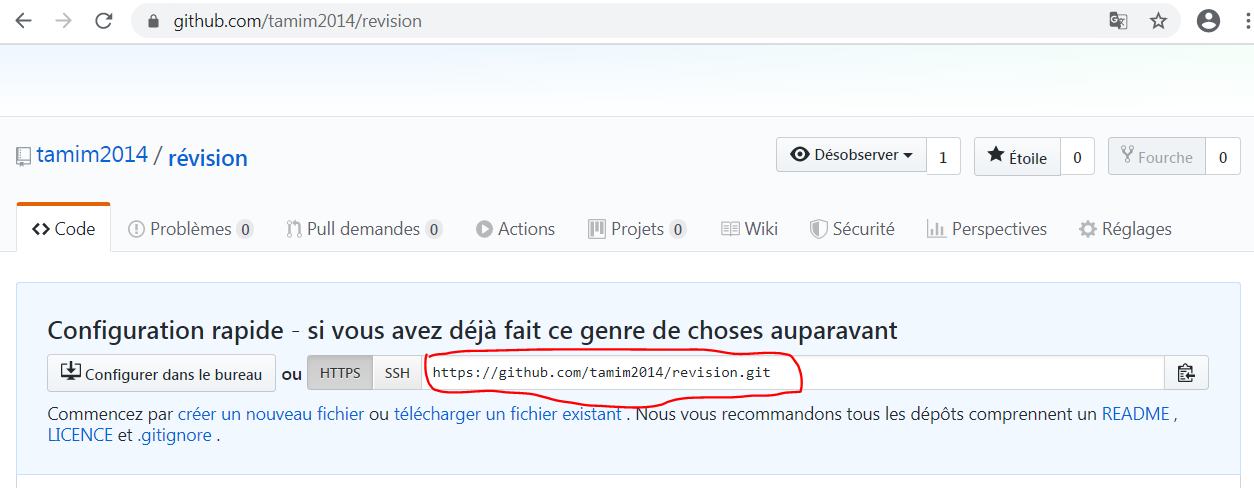 github.com/tamim2014/revision
tamim2014 / révision
Désobserver 1 Étoile 0 Fourche 0
Code Problèmes 0 Pull demandes 0 Actions Projets 0 Wiki Sécurité Perspectives Réglages
Configuration rapide - si vous avez déjà fait ce genre de choses auparavant
Configurer dans le bureau ou HTTPS SSH https://github.com/tamim2014/revision.git
Commencez par créer un nouveau fichier ou télécharger un fichier existant . Nous vous recommandons tous les dépôts comprennent un README ,
LICENCE et .gitignore .